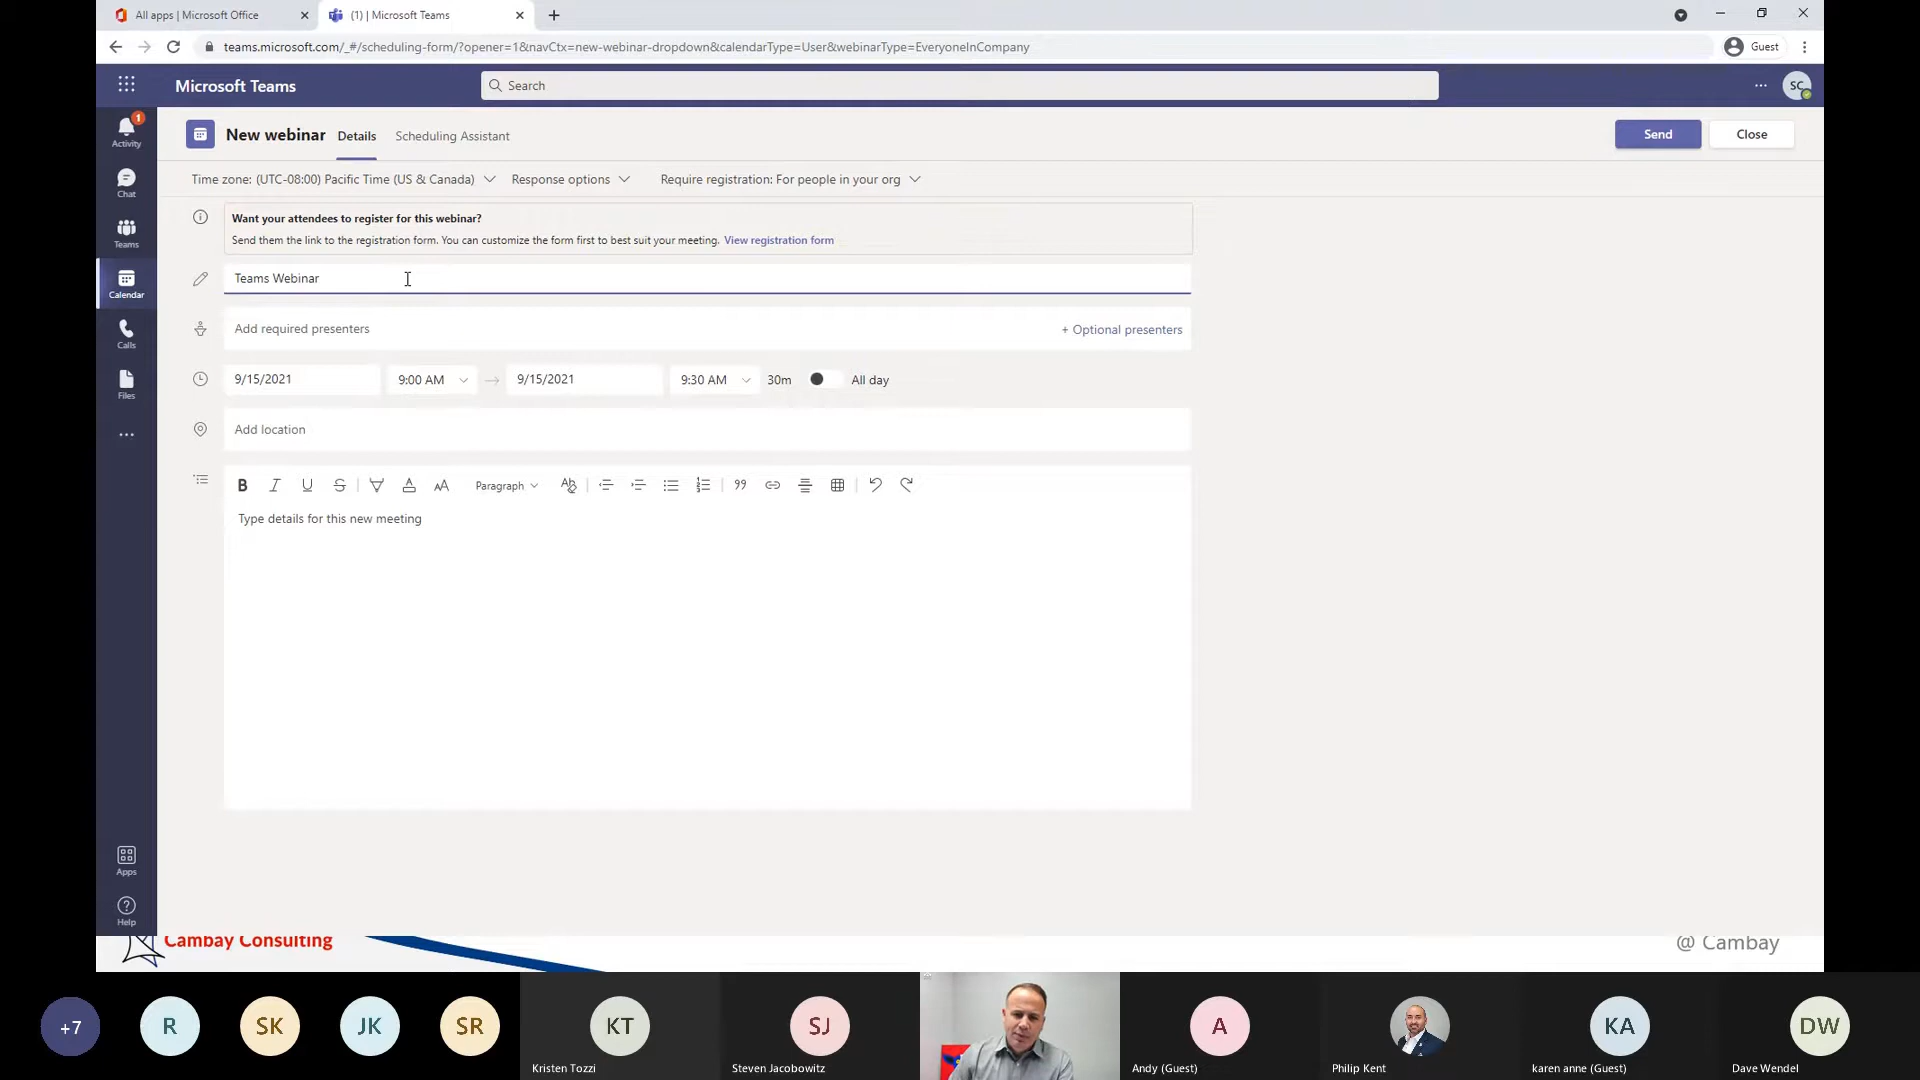 All apps | Microsoft Office
(1) | Microsoft Teams
teams.microsoft.com/_#/scheduling-form/?opener=1&navCtx=new-webinar-dropdown&calendarType=User&webinarType=EveryoneInCompany
Guest
Microsoft Teams
Search
SC
1
Activity
Chat
Teams
Calendar
Calls
Files
Apps
Help
New webinar
Details
Scheduling Assistant
Send
Close
Time zone: (UTC-08:00) Pacific Time (US & Canada)
Response options
Require registration: For people in your org
Want your attendees to register for this webinar?
Send them the link to the registration form. You can customize the form first to best suit your meeting. View registration form
Teams Webinar
Add required presenters
+ Optional presenters
9/15/2021
9:00 AM
9/15/2021
9:30 AM
30m
All day
Add location
B I U S
AA
Paragraph
Type details for this new meeting
Cambay Consulting
@ Cambay
+7
R
SK
JK
SR
KT
Kristen Tozzi
SJ
Steven Jacobowitz
A
Andy (Guest)
Philip Kent
KA
karen anne (Guest)
DW
Dave Wendel